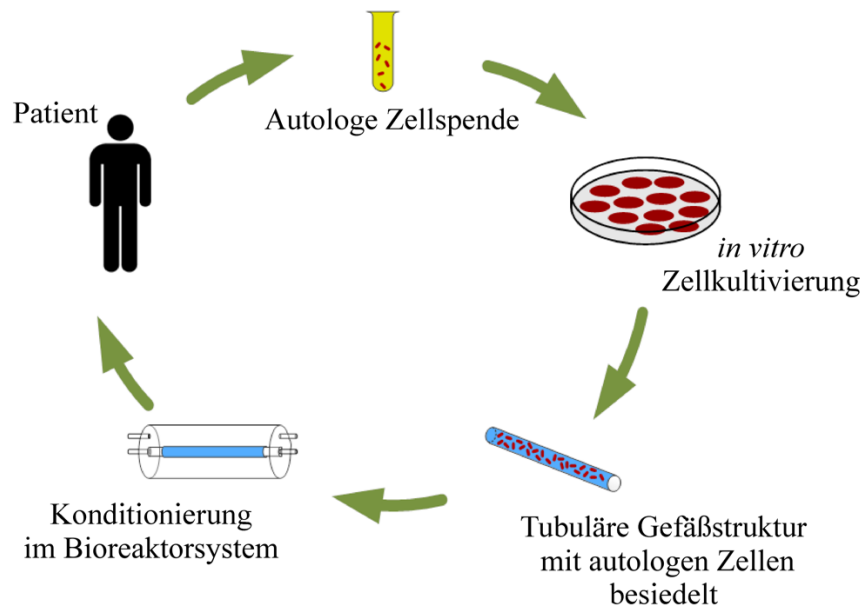 Patient
Autologe Zellspende
in vitro
Zellkultivierung
Tubuläre Gefäßstruktur
mit autologen Zellen
besiedelt
Konditionierung
im Bioreaktorsystem